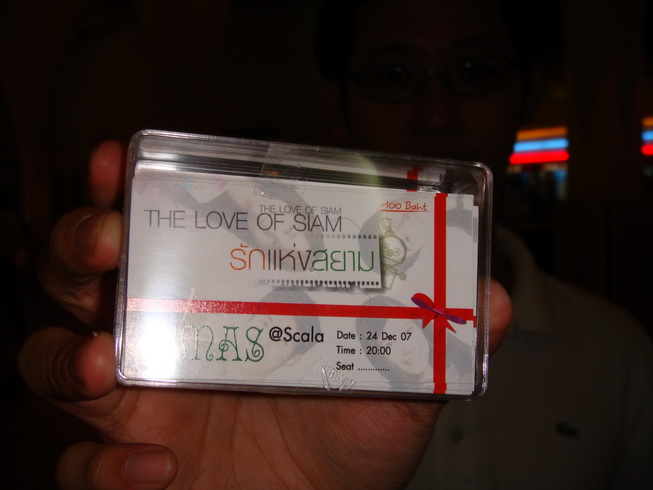 THE LOVE OF SIAM
100 Baht
THE LOVE OF SIAM
รักแห่งสยาม
MAS @Scala
Date : 24 Dec 07
Time : 20:00
Seat .............